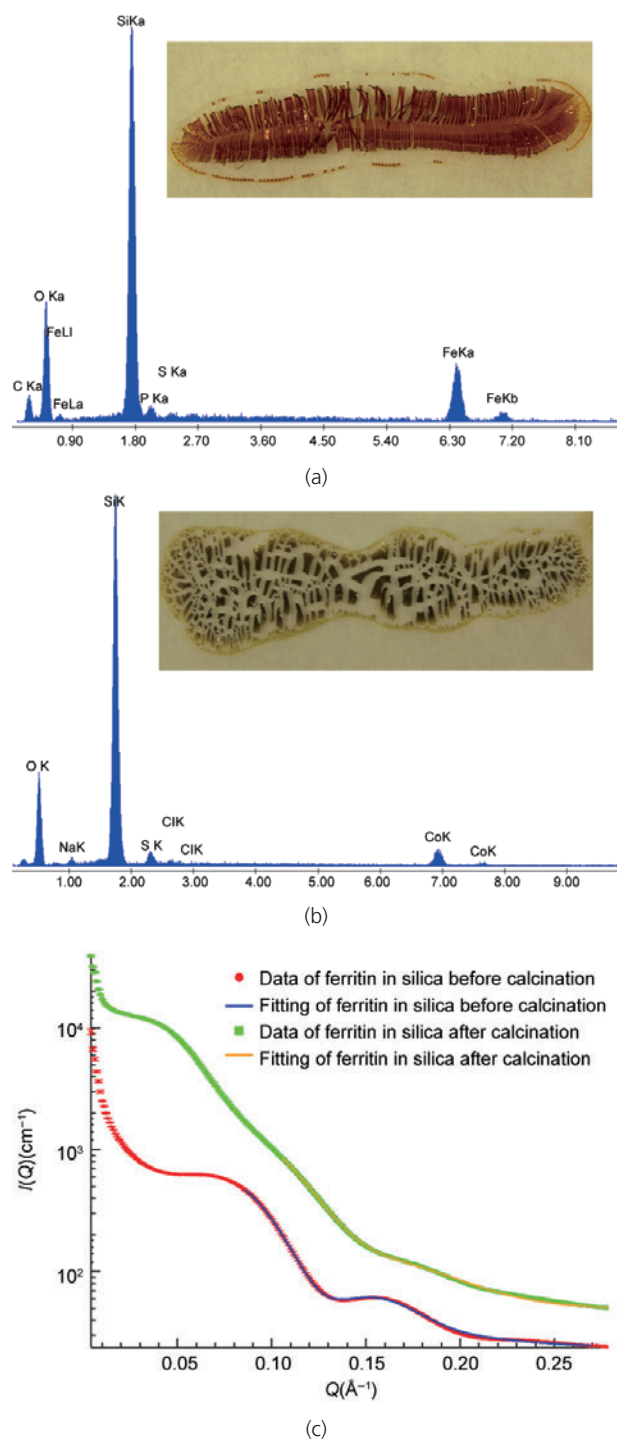 SiKa
O Ka
FeLl
S Ka
FeKa
C Ka
P Ka
FeLa
FeKb
0.90 1.80 2.70 3.60 4.50 5.40 6.30 7.20 8.10
(a)
SiK
O K
ClK
NaK
S K
ClK
CoK
CoK
1.00 2.00 3.00 4.00 5.00 6.00 7.00 8.00 9.00
(b)
Data of ferritin in silica before calcination
Fitting of ferritin in silica before calcination
Data of ferritin in silica after calcination
Fitting of ferritin in silica after calcination
10⁴
10³
10²
I(Q)(cm⁻¹)
0.05 0.10 0.15 0.20 0.25
Q(Å⁻¹)
(c)